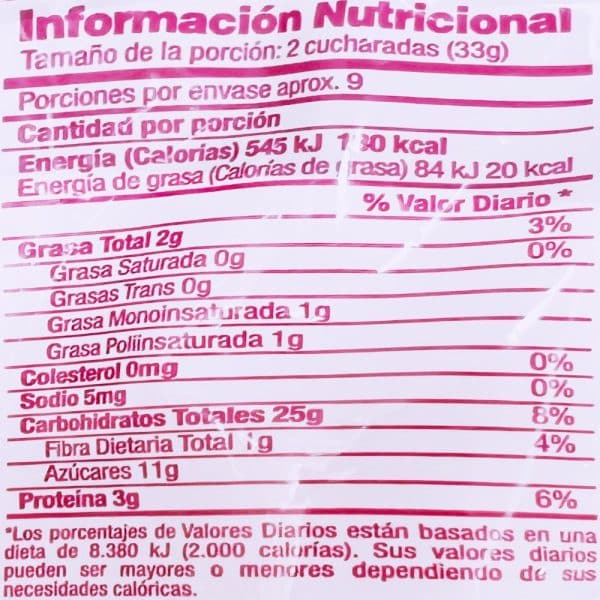 Información Nutricional
Tamaño de la porción: 2 cucharadas (33g)
Porciones por envase aprox. 9
Cantidad por porción
Energía (Calorías) 545 kJ 130 kcal
Energía de grasa (Calorías de grasa) 84 kJ 20 kcal
% Valor Diario *
Grasa Total 2g 3%
Grasa Saturada 0g 0%
Grasas Trans 0g
Grasa Monoinsaturada 1g
Grasa Poliinsaturada 1g
Colesterol 0mg 0%
Sodio 5mg 0%
Carbohidratos Totales 25g 8%
Fibra Dietaria Total 1g 4%
Azúcares 11g
Proteína 3g 6%
*Los porcentajes de Valores Diarios están basados en una
dieta de 8.380 kJ (2.000 calorías). Sus valores diarios
pueden ser mayores o menores dependiendo de sus
necesidades calóricas.